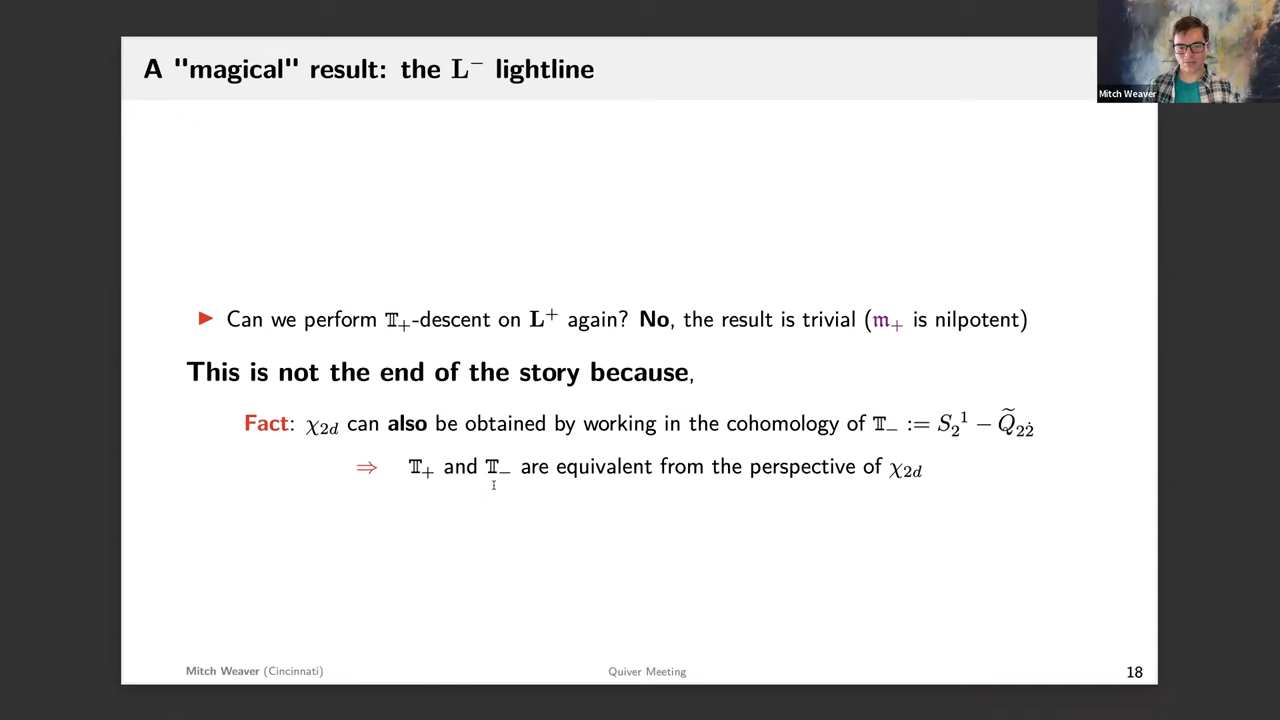 A "magical" result: the L⁻ lightline
Mitch Weaver
▶ Can we perform 𝕋₊-descent on L⁺ again? No, the result is trivial (𝔪₊ is nilpotent)
This is not the end of the story because,
Fact: χ₂d can also be obtained by working in the cohomology of 𝕋₋ := S₂¹ − Q̃₂₂̇
⇒ 𝕋₊ and 𝕋₋ are equivalent from the perspective of χ₂d
Mitch Weaver (Cincinnati) Quiver Meeting 18